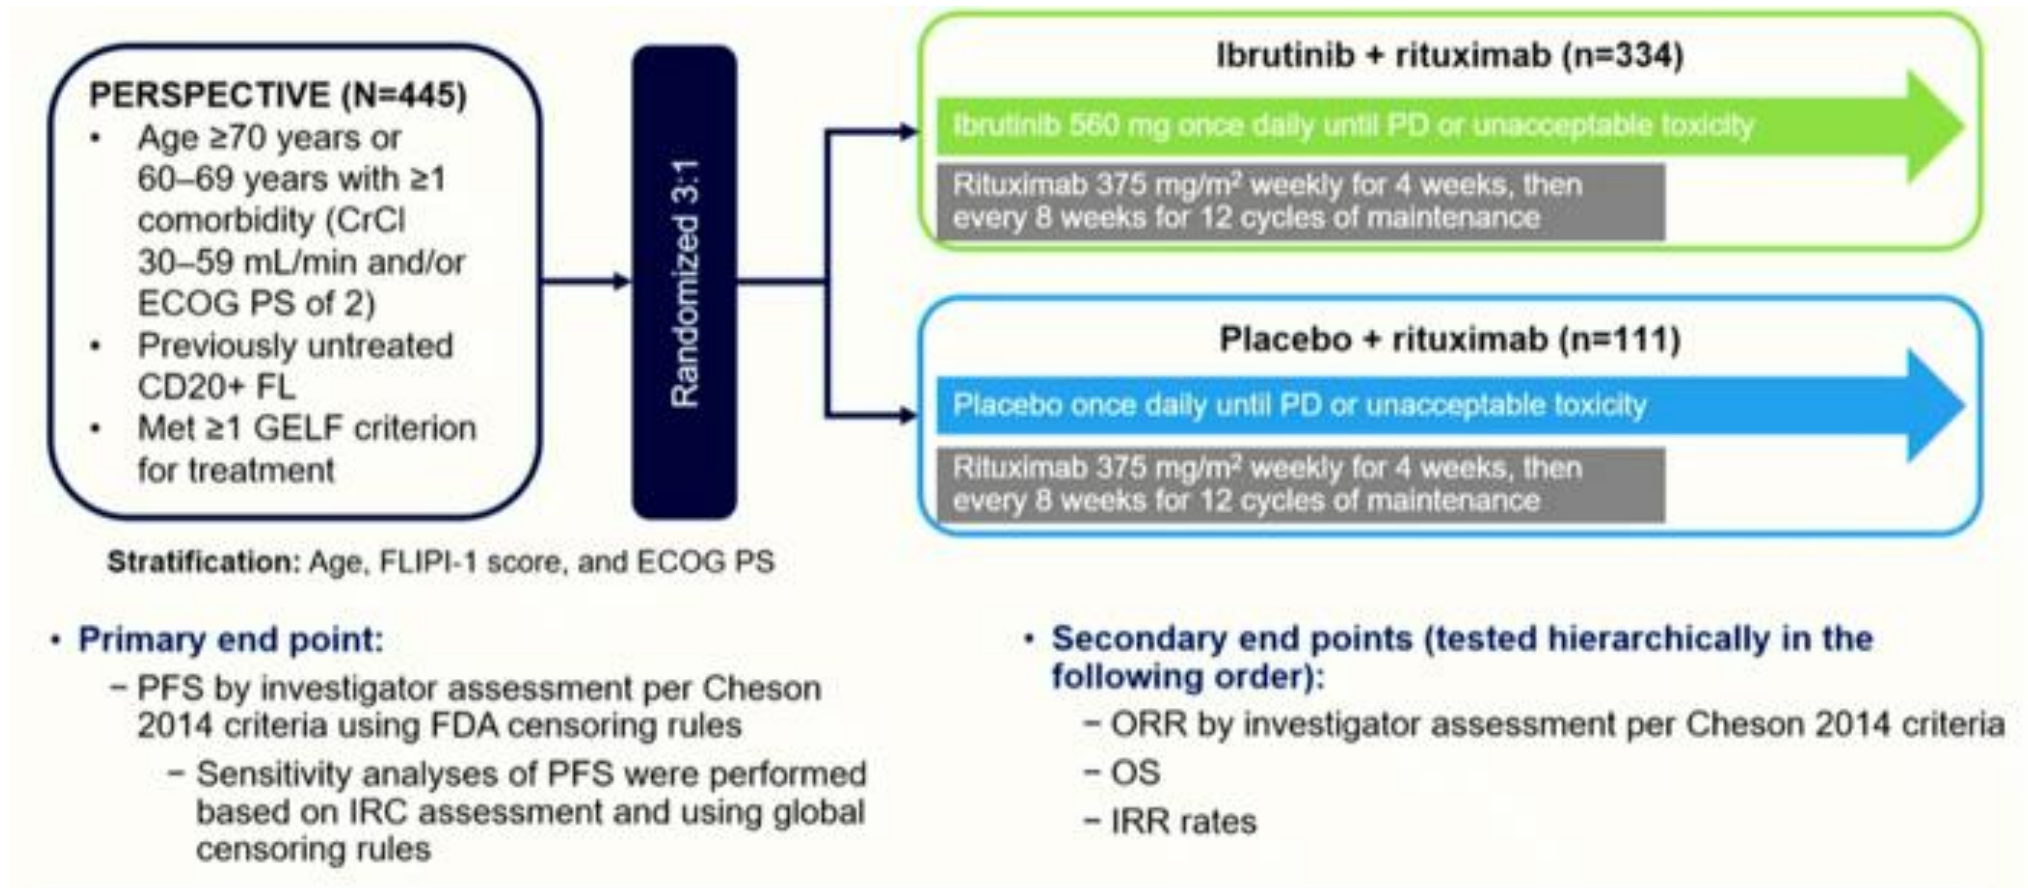 PERSPECTIVE (N=445)
• Age ≥70 years or
60–69 years with ≥1
comorbidity (CrCl
30–59 mL/min and/or
ECOG PS of 2)
• Previously untreated
CD20+ FL
• Met ≥1 GELF criterion
for treatment
Randomized 3:1
Ibrutinib + rituximab (n=334)
Ibrutinib 560 mg once daily until PD or unacceptable toxicity
Rituximab 375 mg/m² weekly for 4 weeks, then
every 8 weeks for 12 cycles of maintenance
Placebo + rituximab (n=111)
Placebo once daily until PD or unacceptable toxicity
Rituximab 375 mg/m² weekly for 4 weeks, then
every 8 weeks for 12 cycles of maintenance
Stratification: Age, FLIPI-1 score, and ECOG PS
• Primary end point:
− PFS by investigator assessment per Cheson
2014 criteria using FDA censoring rules
− Sensitivity analyses of PFS were performed
based on IRC assessment and using global
censoring rules
• Secondary end points (tested hierarchically in the
following order):
− ORR by investigator assessment per Cheson 2014 criteria
− OS
− IRR rates